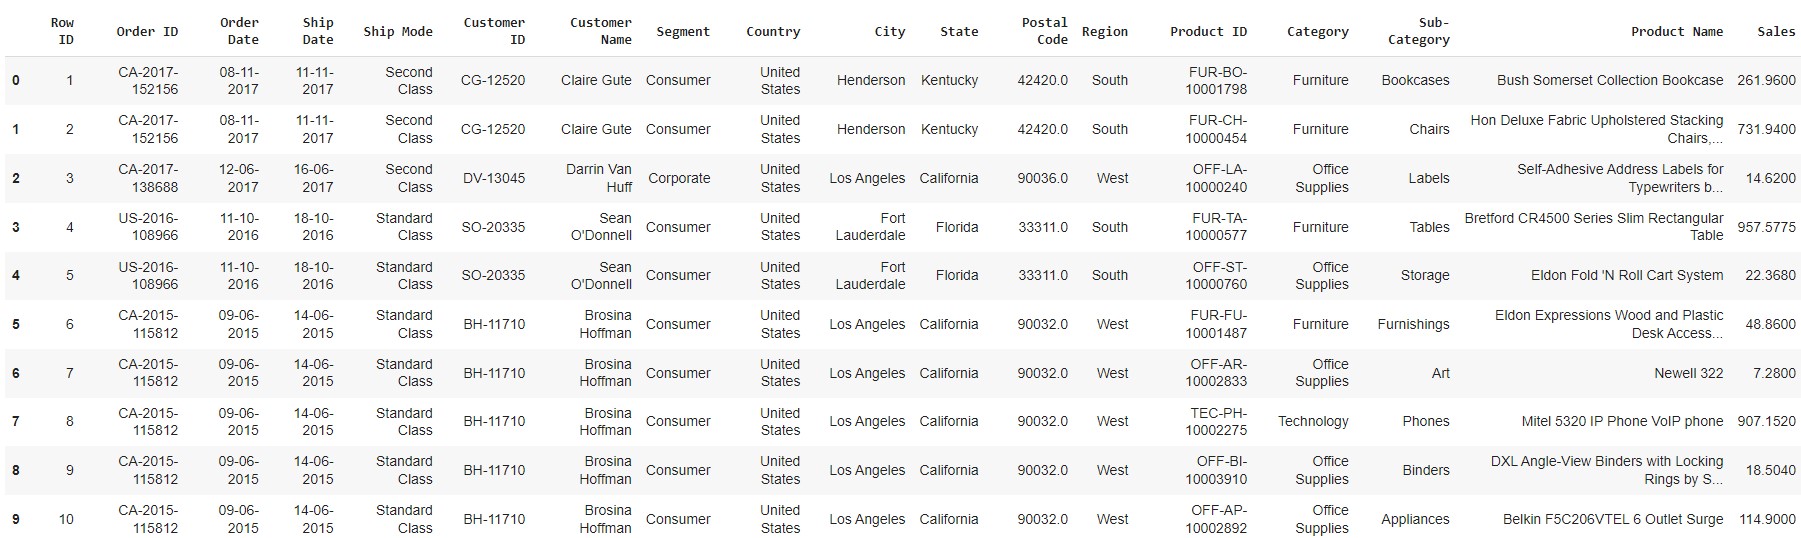 Row ID Order ID Order Date Ship Date Ship Mode Customer ID Customer Name Segment Country City State Postal Code Region Product ID Category Sub-Category Product Name Sales
0 1 CA-2017-152156 08-11-2017 11-11-2017 Second Class CG-12520 Claire Gute Consumer United States Henderson Kentucky 42420.0 South FUR-BO-10001798 Furniture Bookcases Bush Somerset Collection Bookcase 261.9600
1 2 CA-2017-152156 08-11-2017 11-11-2017 Second Class CG-12520 Claire Gute Consumer United States Henderson Kentucky 42420.0 South FUR-CH-10000454 Furniture Chairs Hon Deluxe Fabric Upholstered Stacking Chairs,... 731.9400
2 3 CA-2017-138688 12-06-2017 16-06-2017 Second Class DV-13045 Darrin Van Huff Corporate United States Los Angeles California 90036.0 West OFF-LA-10000240 Office Supplies Labels Self-Adhesive Address Labels for Typewriters b... 14.6200
3 4 US-2016-108966 11-10-2016 18-10-2016 Standard Class SO-20335 Sean O'Donnell Consumer United States Fort Lauderdale Florida 33311.0 South FUR-TA-10000577 Furniture Tables Bretford CR4500 Series Slim Rectangular Table 957.5775
4 5 US-2016-108966 11-10-2016 18-10-2016 Standard Class SO-20335 Sean O'Donnell Consumer United States Fort Lauderdale Florida 33311.0 South OFF-ST-10000760 Office Supplies Storage Eldon Fold 'N Roll Cart System 22.3680
5 6 CA-2015-115812 09-06-2015 14-06-2015 Standard Class BH-11710 Brosina Hoffman Consumer United States Los Angeles California 90032.0 West FUR-FU-10001487 Furniture Furnishings Eldon Expressions Wood and Plastic Desk Access... 48.8600
6 7 CA-2015-115812 09-06-2015 14-06-2015 Standard Class BH-11710 Brosina Hoffman Consumer United States Los Angeles California 90032.0 West OFF-AR-10002833 Office Supplies Art Newell 322 7.2800
7 8 CA-2015-115812 09-06-2015 14-06-2015 Standard Class BH-11710 Brosina Hoffman Consumer United States Los Angeles California 90032.0 West TEC-PH-10002275 Technology Phones Mitel 5320 IP Phone VoIP phone 907.1520
8 9 CA-2015-115812 09-06-2015 14-06-2015 Standard Class BH-11710 Brosina Hoffman Consumer United States Los Angeles California 90032.0 West OFF-BI-10003910 Office Supplies Binders DXL Angle-View Binders with Locking Rings by S... 18.5040
9 10 CA-2015-115812 09-06-2015 14-06-2015 Standard Class BH-11710 Brosina Hoffman Consumer United States Los Angeles California 90032.0 West OFF-AP-10002892 Office Supplies Appliances Belkin F5C206VTEL 6 Outlet Surge 114.9000